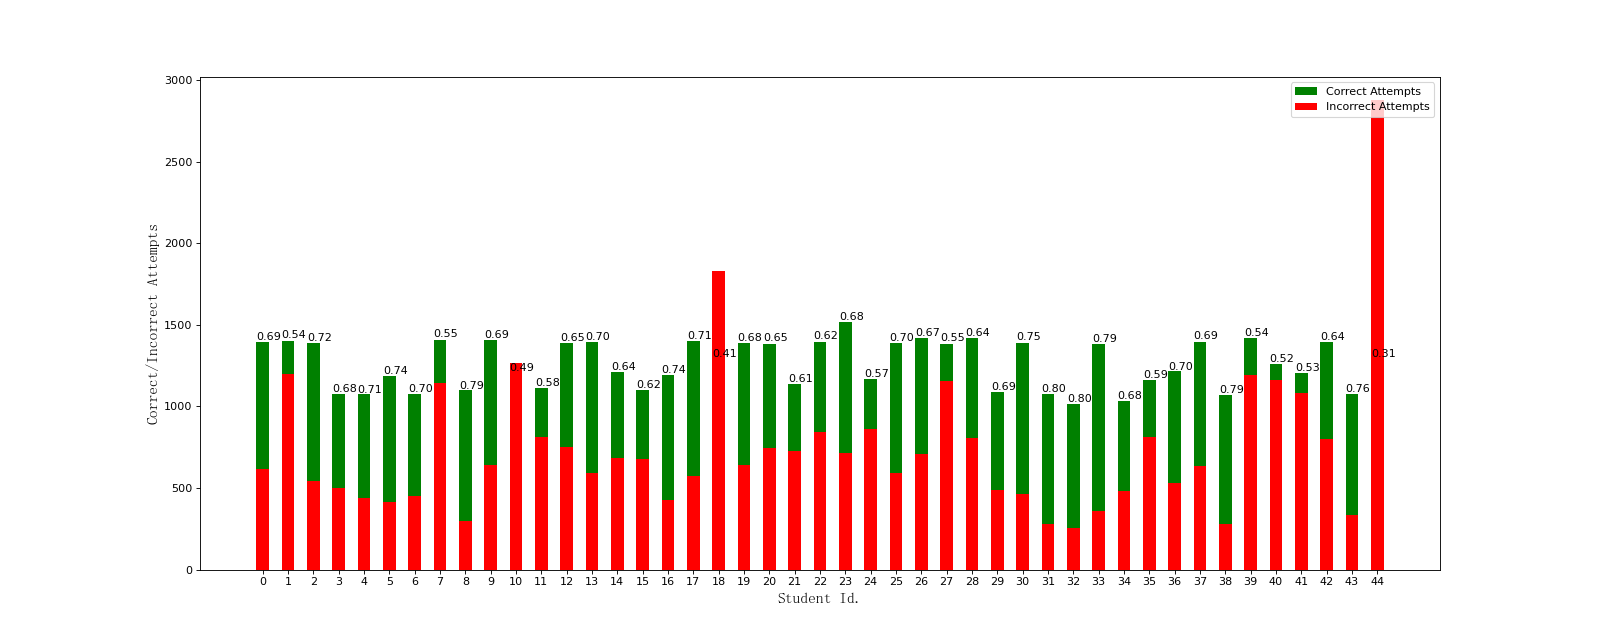 3000
Correct Attempts
Incorrect Attempts
2500
2000
1500
1000
500
0
Correct/Incorrect Attempts
0.69 0.54 0.72 0.68 0.71 0.74 0.70 0.55 0.79 0.69 0.49 0.58 0.65 0.70 0.64 0.62 0.74 0.71 0.41 0.68 0.65 0.61 0.62 0.68 0.57 0.70 0.67 0.55 0.64 0.69 0.75 0.80 0.80 0.79 0.68 0.59 0.70 0.69 0.79 0.54 0.52 0.53 0.64 0.76 0.31
0 1 2 3 4 5 6 7 8 9 10 11 12 13 14 15 16 17 18 19 20 21 22 23 24 25 26 27 28 29 30 31 32 33 34 35 36 37 38 39 40 41 42 43 44
Student Id.